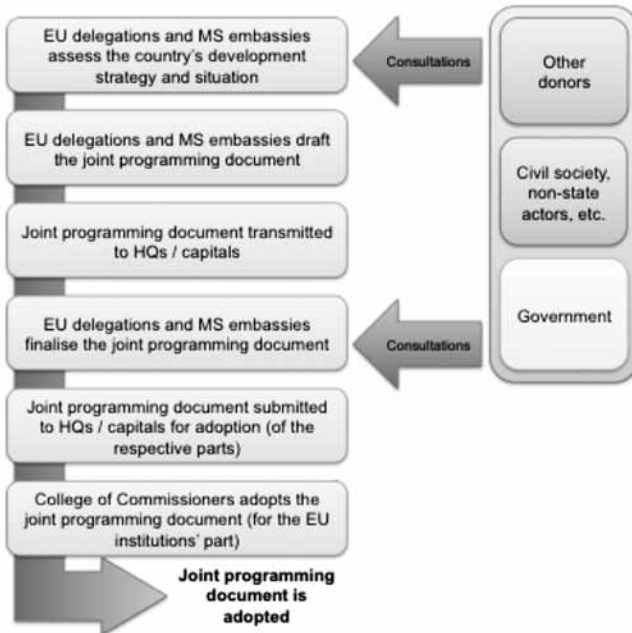 EU delegations and MS embassies
assess the country's development
strategy and situation
Consultations
Other
donors
EU delegations and MS embassies draft
the joint programming document
Civil society,
non-state
actors, etc.
Joint programming document transmitted
to HQs / capitals
Government
EU delegations and MS embassies
finalise the joint programming document
Consultations
Joint programming document submitted
to HQs / capitals for adoption (of the
respective parts)
College of Commissioners adopts the
joint programming document (for the EU
institutions' part)
Joint programming
document is
adopted